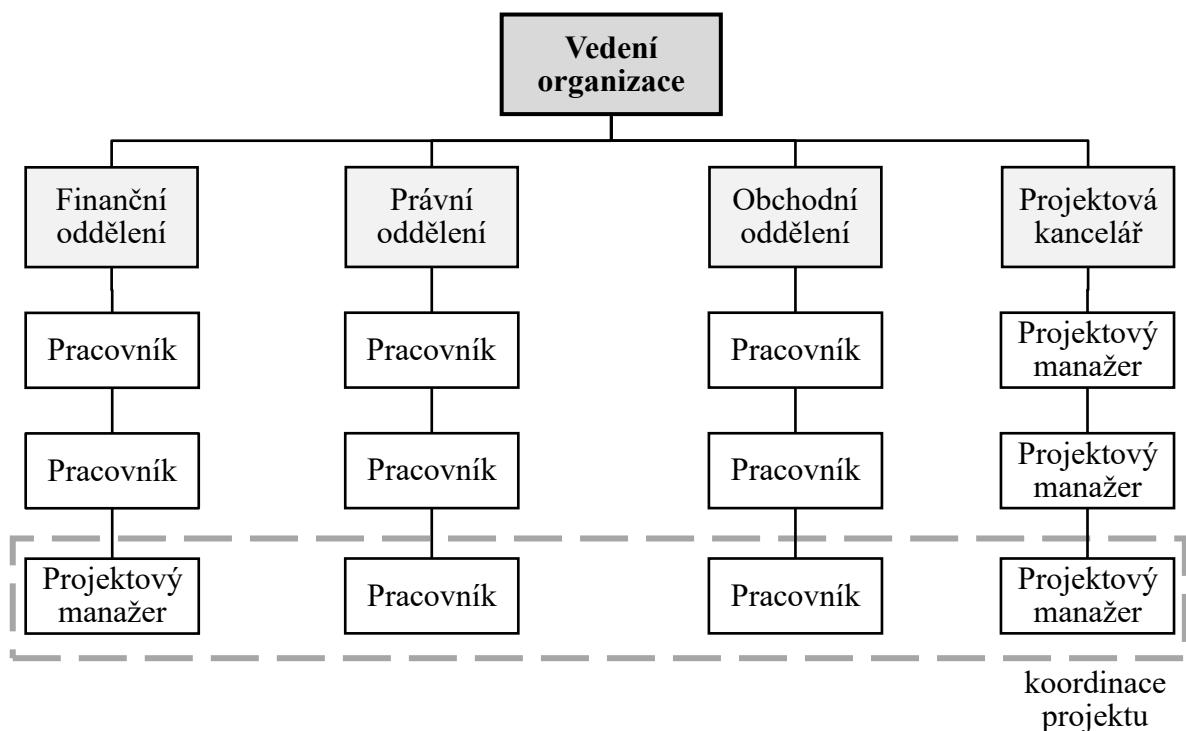 Vedení
organizace
Finanční
oddělení
Právní
oddělení
Obchodní
oddělení
Projektová
kancelář
Pracovník
Pracovník
Pracovník
Projektový
manažer
Pracovník
Pracovník
Pracovník
Projektový
manažer
Projektový
manažer
Pracovník
Pracovník
Projektový
manažer
koordinace
projektu